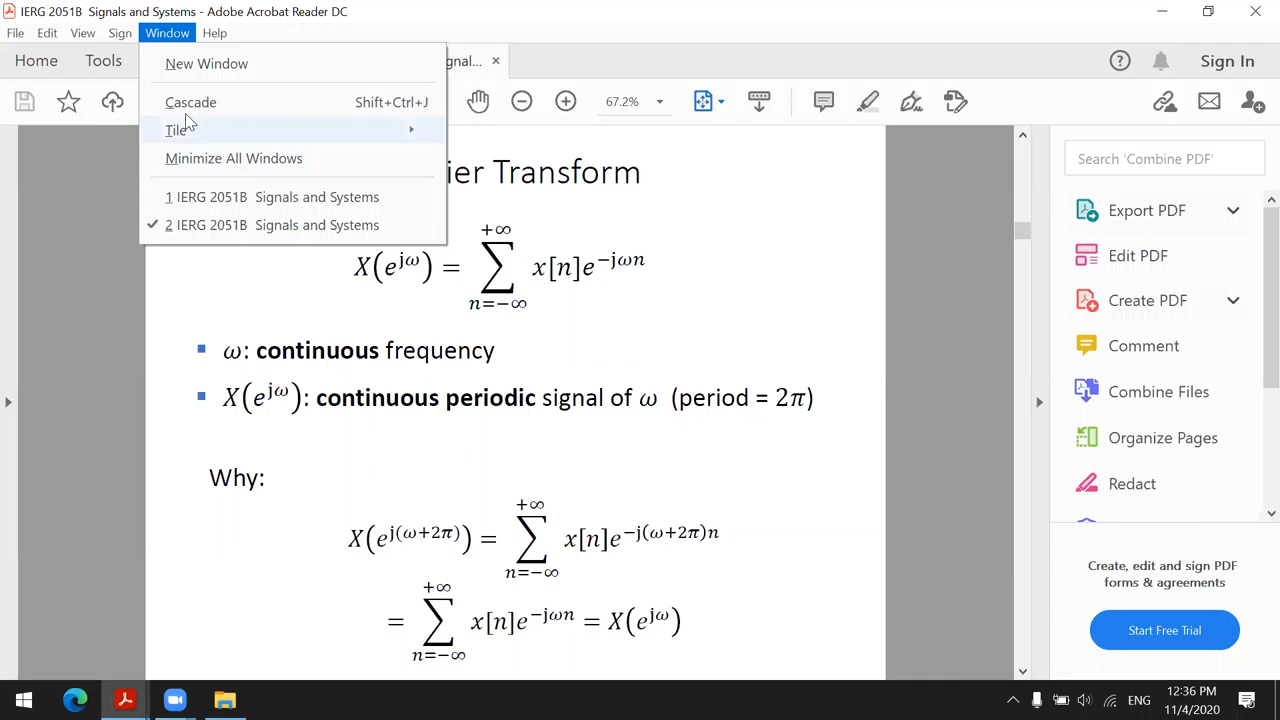 IERG 2051B  Signals and Systems - Adobe Acrobat Reader DC
File Edit View Sign Window Help
Home Tools gnal... × Sign In
67.2%
New Window
Cascade Shift+Ctrl+J
Tile
Minimize All Windows
1 IERG 2051B  Signals and Systems
2 IERG 2051B  Signals and Systems
ier Transform
X(e^{jω}) = ∑_{n=−∞}^{+∞} x[n]e^{−jωn}
ω: continuous frequency
X(e^{jω}): continuous periodic signal of ω (period = 2π)
Why:
X(e^{j(ω+2π)}) = ∑_{n=−∞}^{+∞} x[n]e^{−j(ω+2π)n}
= ∑_{n=−∞}^{+∞} x[n]e^{−jωn} = X(e^{jω})
Search 'Combine PDF'
Export PDF
Edit PDF
Create PDF
Comment
Combine Files
Organize Pages
Redact
Create, edit and sign PDF
forms & agreements
Start Free Trial
ENG
12:36 PM
11/4/2020